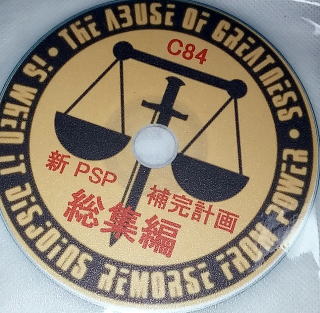 THE ABUSE OF GREATNESS • IS WHEN IT DISJOINS REMORSE FROM POWER •
C84
新 PSP
補完計画
総集編